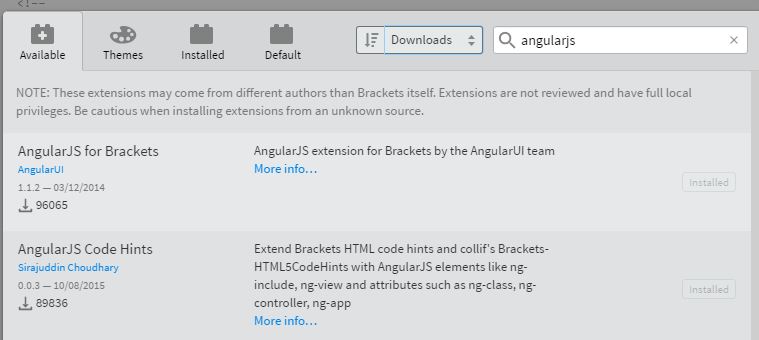 <!--
Available
Themes
Installed
Default
Downloads
angularjs
NOTE: These extensions may come from different authors than Brackets itself. Extensions are not reviewed and have full local
privileges. Be cautious when installing extensions from an unknown source.
AngularJS for Brackets
AngularUI
1.1.2 — 03/12/2014
96065
AngularJS extension for Brackets by the AngularUI team
More info…
Installed
AngularJS Code Hints
Sirajuddin Choudhary
0.0.3 — 10/08/2015
89836
Extend Brackets HTML code hints and collif's Brackets-
HTML5CodeHints with AngularJS elements like ng-
include, ng-view and attributes such as ng-class, ng-
controller, ng-app
More info…
Installed